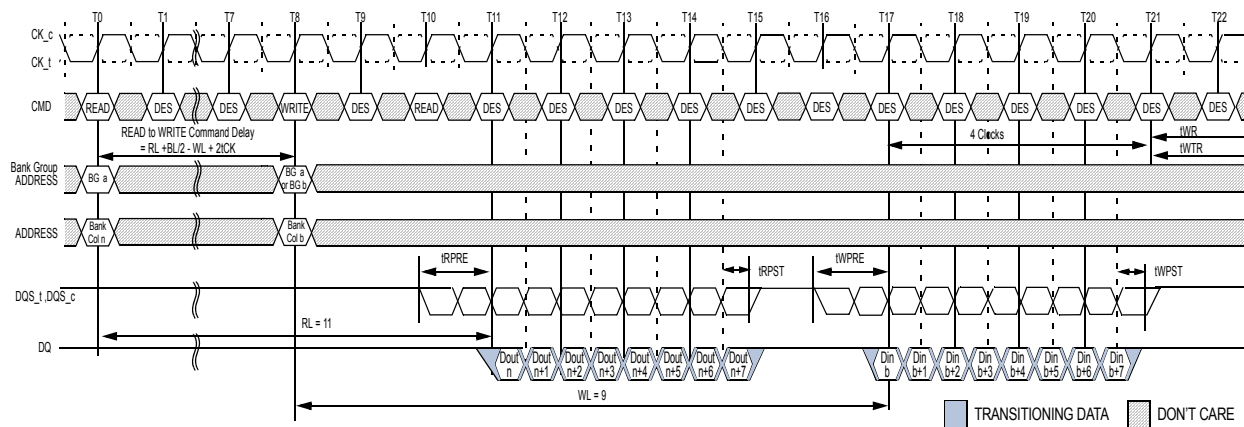 T0 T1 T7 T8 T9 T10 T11 T12 T13 T14 T15 T16 T17 T18 T19 T20 T21 T22
CK_c
CK_t
CMD READ DES DES WRITE DES READ DES DES DES DES DES DES DES DES DES DES DES DES
READ to WRITE Command Delay
= RL +BL/2 - WL + 2tCK
4 Clocks
tWR
tWTR
Bank Group
ADDRESS
BG a
BG a
or BG b
ADDRESS
Bank
Col n
Bank
Col b
tRPRE
tRPST
tWPRE
tWPST
DQS_t ,DQS_c
RL = 11
DQ
Dout Dout Dout Dout Dout Dout Dout Dout Din Din Din Din Din Din Din Din
n n+1 n+2 n+3 n+4 n+5 n+6 n+7 b b+1 b+2 b+3 b+4 b+5 b+6 b+7
WL = 9
TRANSITIONING DATA
DON'T CARE